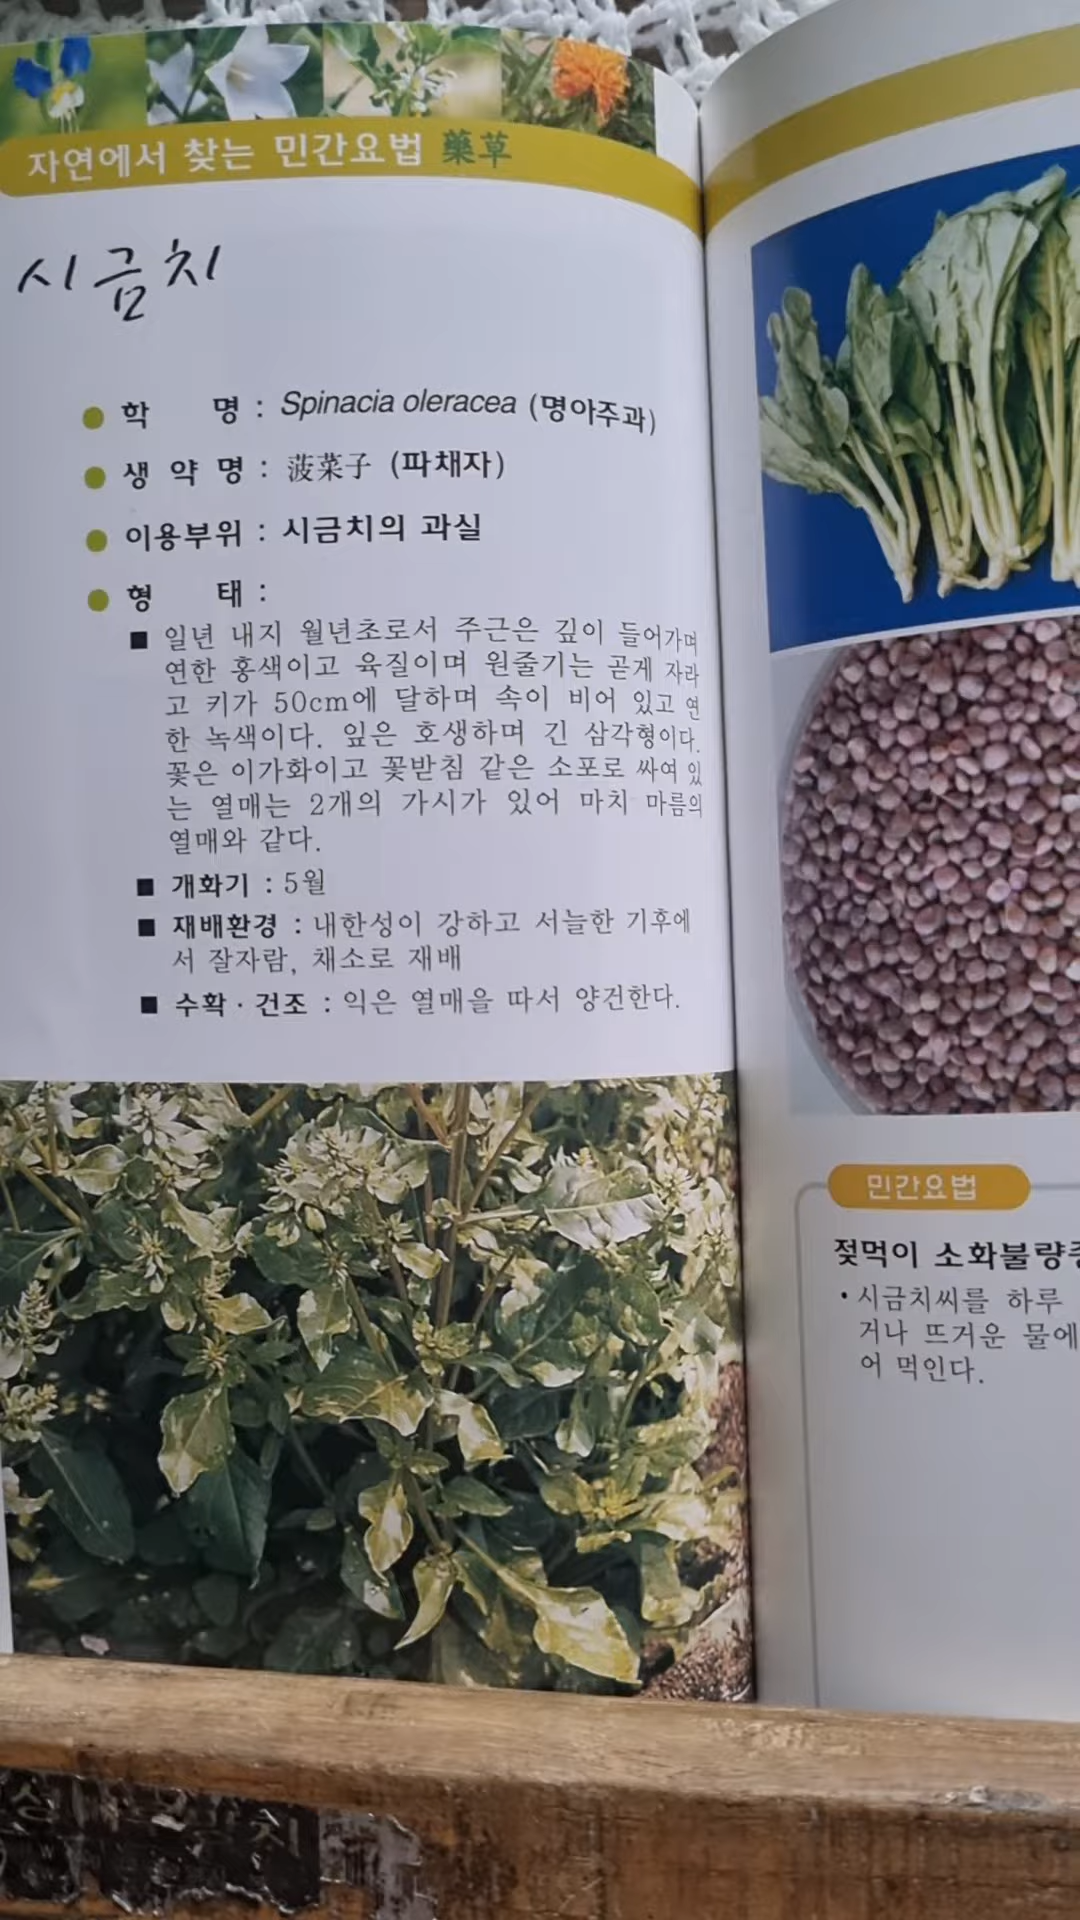 자연에서 찾는 민간요법 藥草
시금치
학 명 : Spinacia oleracea (명아주과)
생 약 명 : 菠菜子 (파채자)
이용부위 : 시금치의 과실
형 태 :
■ 일년 내지 월년초로서 주근은 깊이 들어가며
연한 홍색이고 육질이며 원줄기는 곧게 자라
고 키가 50cm에 달하며 속이 비어 있고 연
한 녹색이다. 잎은 호생하며 긴 삼각형이다.
꽃은 이가화이고 꽃받침 같은 소포로 싸여 있
는 열매는 2개의 가시가 있어 마치 마름의
열매와 같다.
■ 개화기 : 5월
■ 재배환경 : 내한성이 강하고 서늘한 기후에
서 잘자람, 채소로 재배
■ 수확·건조 : 익은 열매을 따서 양건한다.
민간요법
젖먹이 소화불량증
• 시금치씨를 하루
거나 뜨거운 물에
어 먹인다.